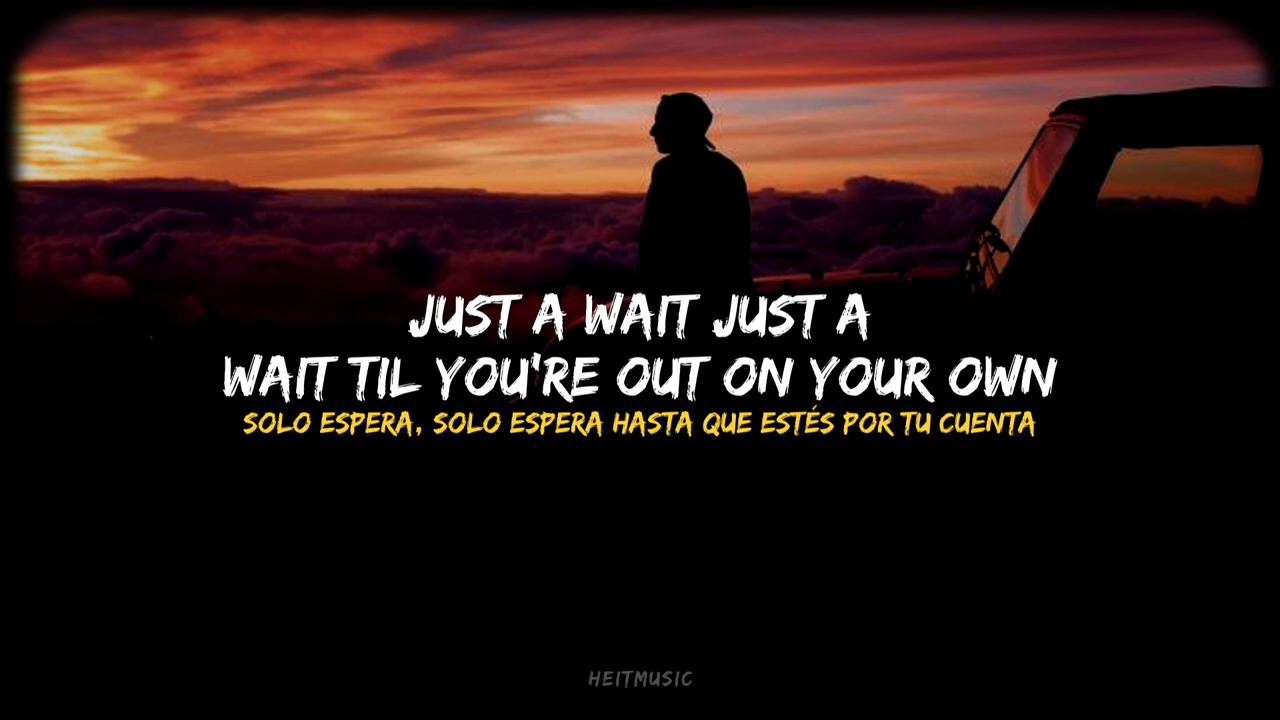 JUST A WAIT JUST A
WAIT TIL YOU'RE OUT ON YOUR OWN
SOLO ESPERA, SOLO ESPERA HASTA QUE ESTÉS POR TU CUENTA
HEITMUSIC